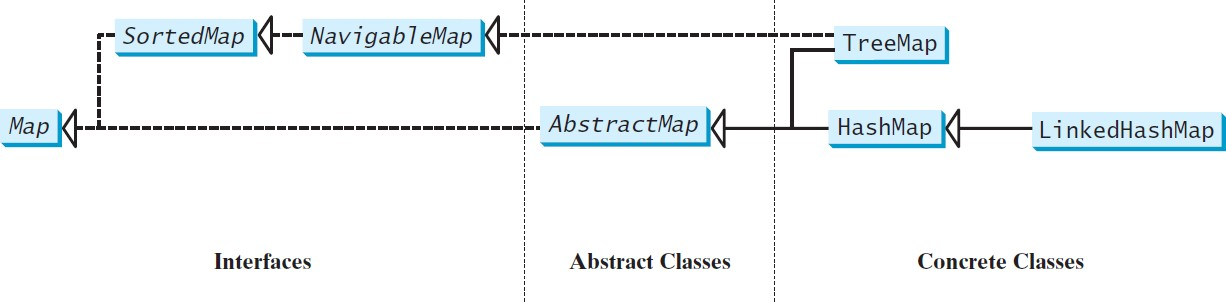 SortedMap
NavigableMap
TreeMap
Map
AbstractMap
HashMap
LinkedHashMap
Interfaces
Abstract Classes
Concrete Classes